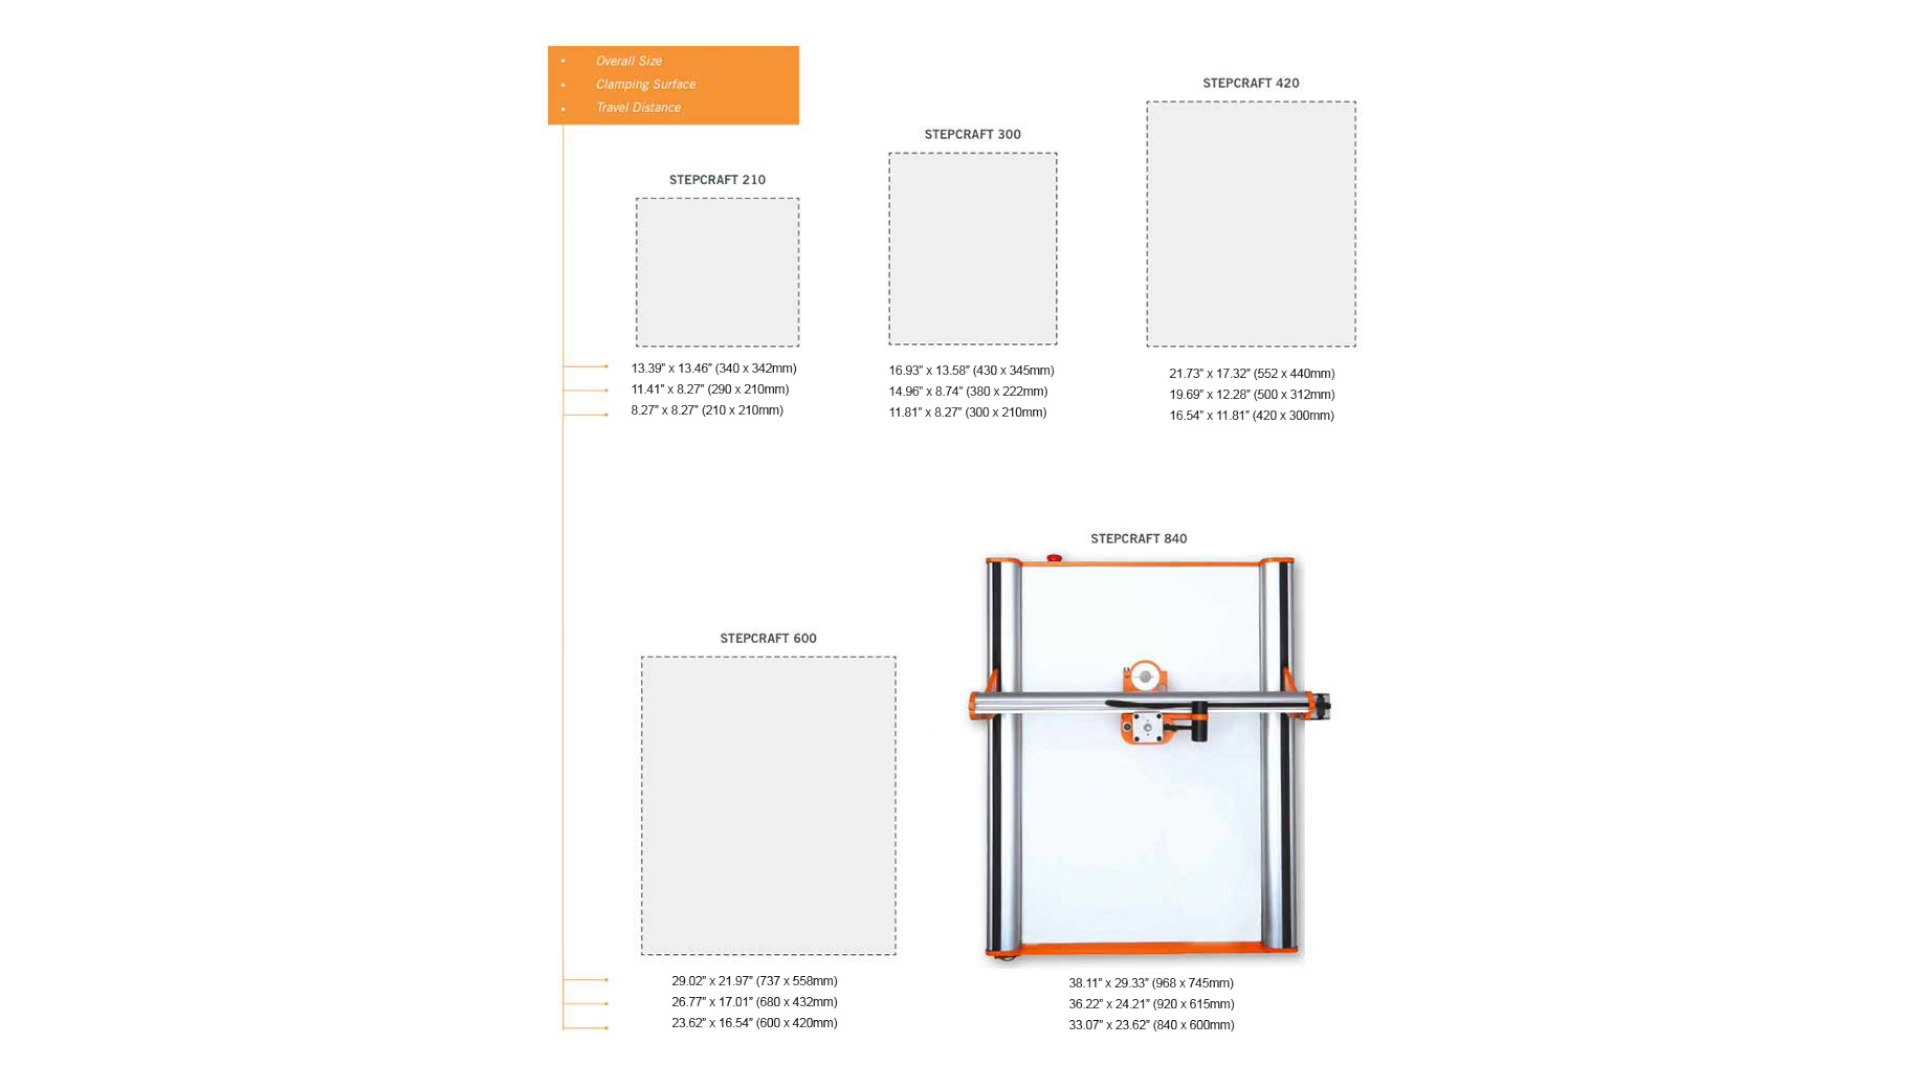 • Overall Size
• Clamping Surface
• Travel Distance
STEPCRAFT 210
13.39" x 13.46" (340 x 342mm)
11.41" x 8.27" (290 x 210mm)
8.27" x 8.27" (210 x 210mm)
STEPCRAFT 300
16.93" x 13.58" (430 x 345mm)
14.96" x 8.74" (380 x 222mm)
11.81" x 8.27" (300 x 210mm)
STEPCRAFT 420
21.73" x 17.32" (552 x 440mm)
19.69" x 12.28" (500 x 312mm)
16.54" x 11.81" (420 x 300mm)
STEPCRAFT 600
29.02" x 21.97" (737 x 558mm)
26.77" x 17.01" (680 x 432mm)
23.62" x 16.54" (600 x 420mm)
STEPCRAFT 840
38.11" x 29.33" (968 x 745mm)
36.22" x 24.21" (920 x 615mm)
33.07" x 23.62" (840 x 600mm)